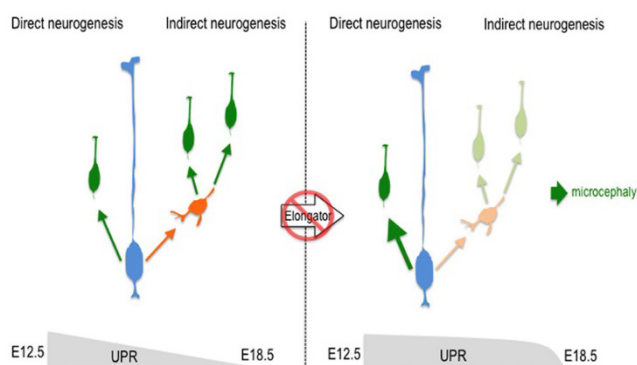 Direct neurogenesis
Indirect neurogenesis
Direct neurogenesis
Indirect neurogenesis
Elongator
microcephaly
E12.5
UPR
E18.5
E12.5
UPR
E18.5